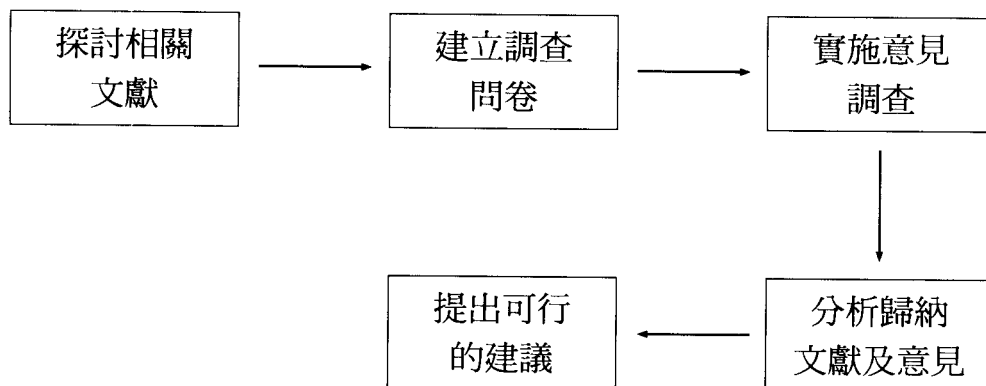 探討相關
文獻
建立調查
問卷
實施意見
調查
分析歸納
文獻及意見
提出可行
的建議